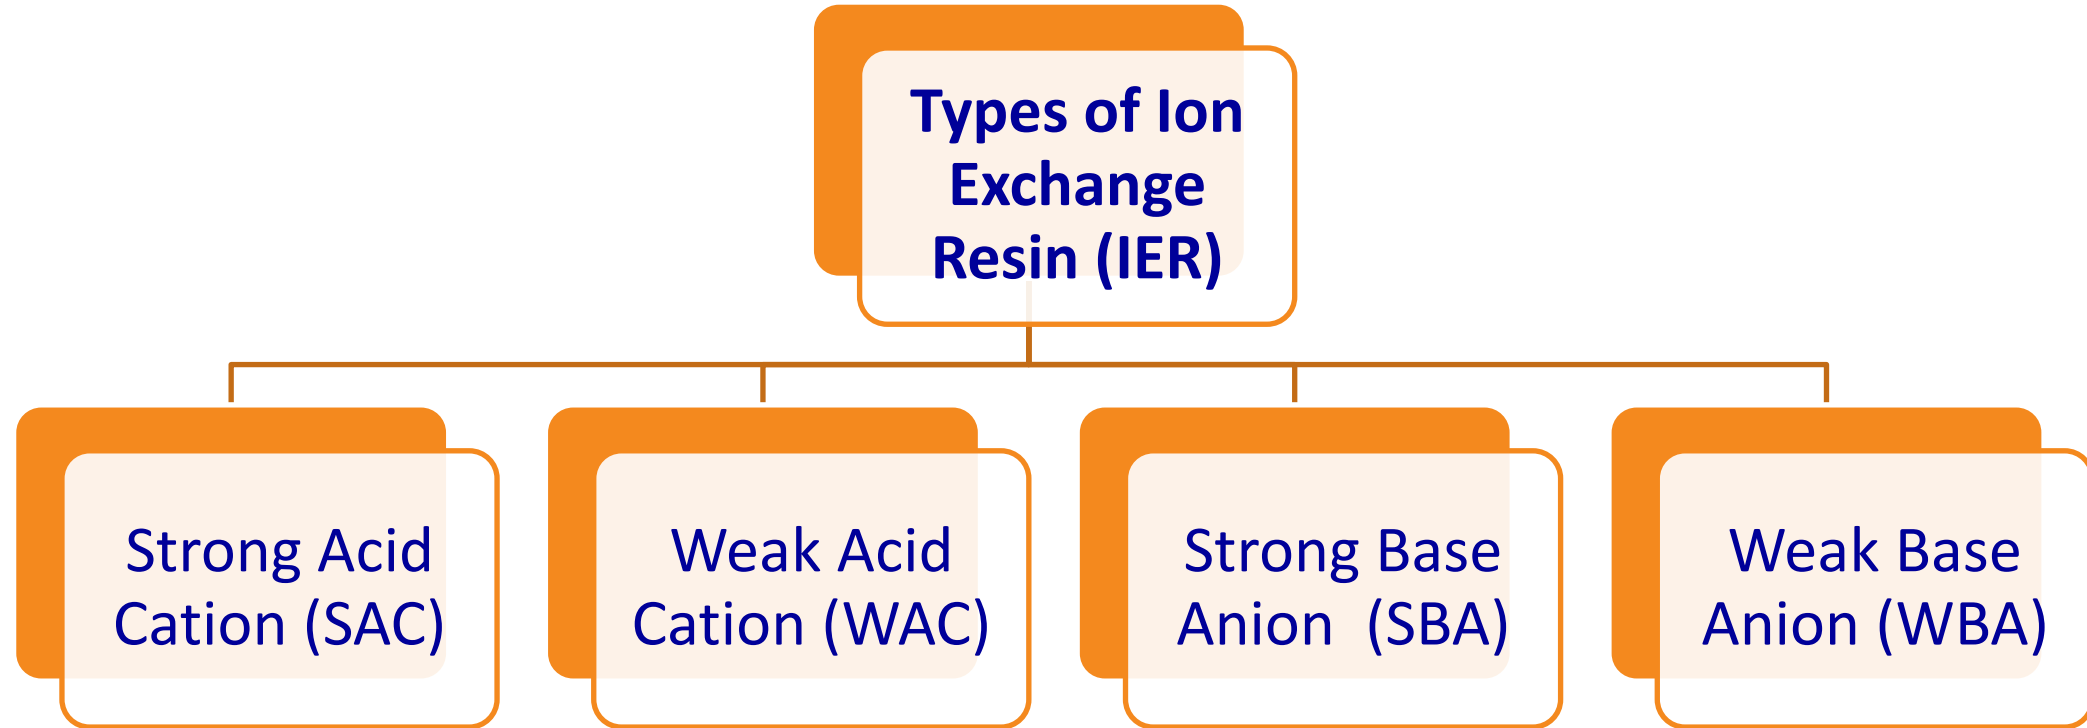 Types of Ion
Exchange
Resin (IER)
Strong Acid
Cation (SAC)
Weak Acid
Cation (WAC)
Strong Base
Anion  (SBA)
Weak Base
Anion (WBA)